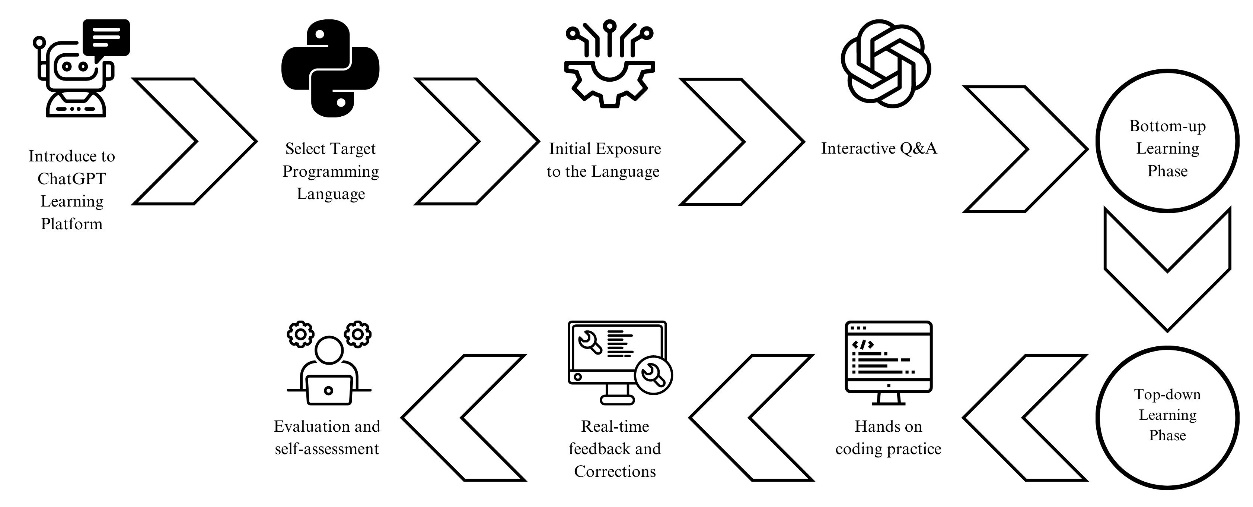 Introduce to
ChatGPT
Learning
Platform
Select Target
Programming
Language
Initial Exposure
to the Language
Interactive Q&A
Bottom-up
Learning
Phase
Top-down
Learning
Phase
Hands on
coding practice
Real-time
feedback and
Corrections
Evaluation and
self-assessment